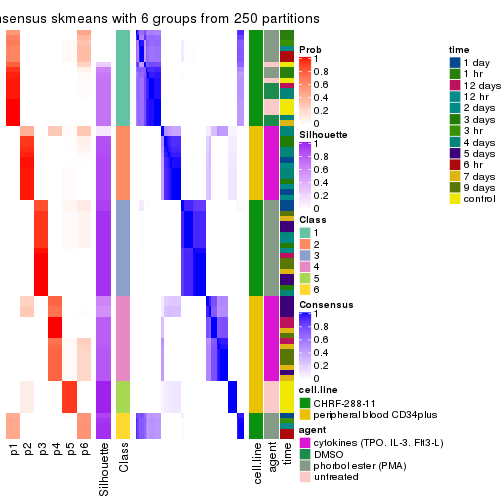 nsensus skmeans with 6 groups from 250 partitions
Prob
1
0.8
0.6
0.4
0.2
0
Silhouette
1
0.8
0.6
0.4
0.2
0
Class
1
2
3
4
5
6
Consensus
1
0.8
0.6
0.4
0.2
0
cell.line
CHRF-288-11
peripheral blood CD34plus
agent
cytokines (TPO, IL-3, Flt3-L)
DMSO
phorbol ester (PMA)
untreated
time
1 day
1 hr
12 days
12 hr
2 days
3 days
3 hr
4 days
5 days
6 hr
7 days
9 days
control
p1
p2
p3
p4
p5
p6
Silhouette
Class
cell.line
agent
time